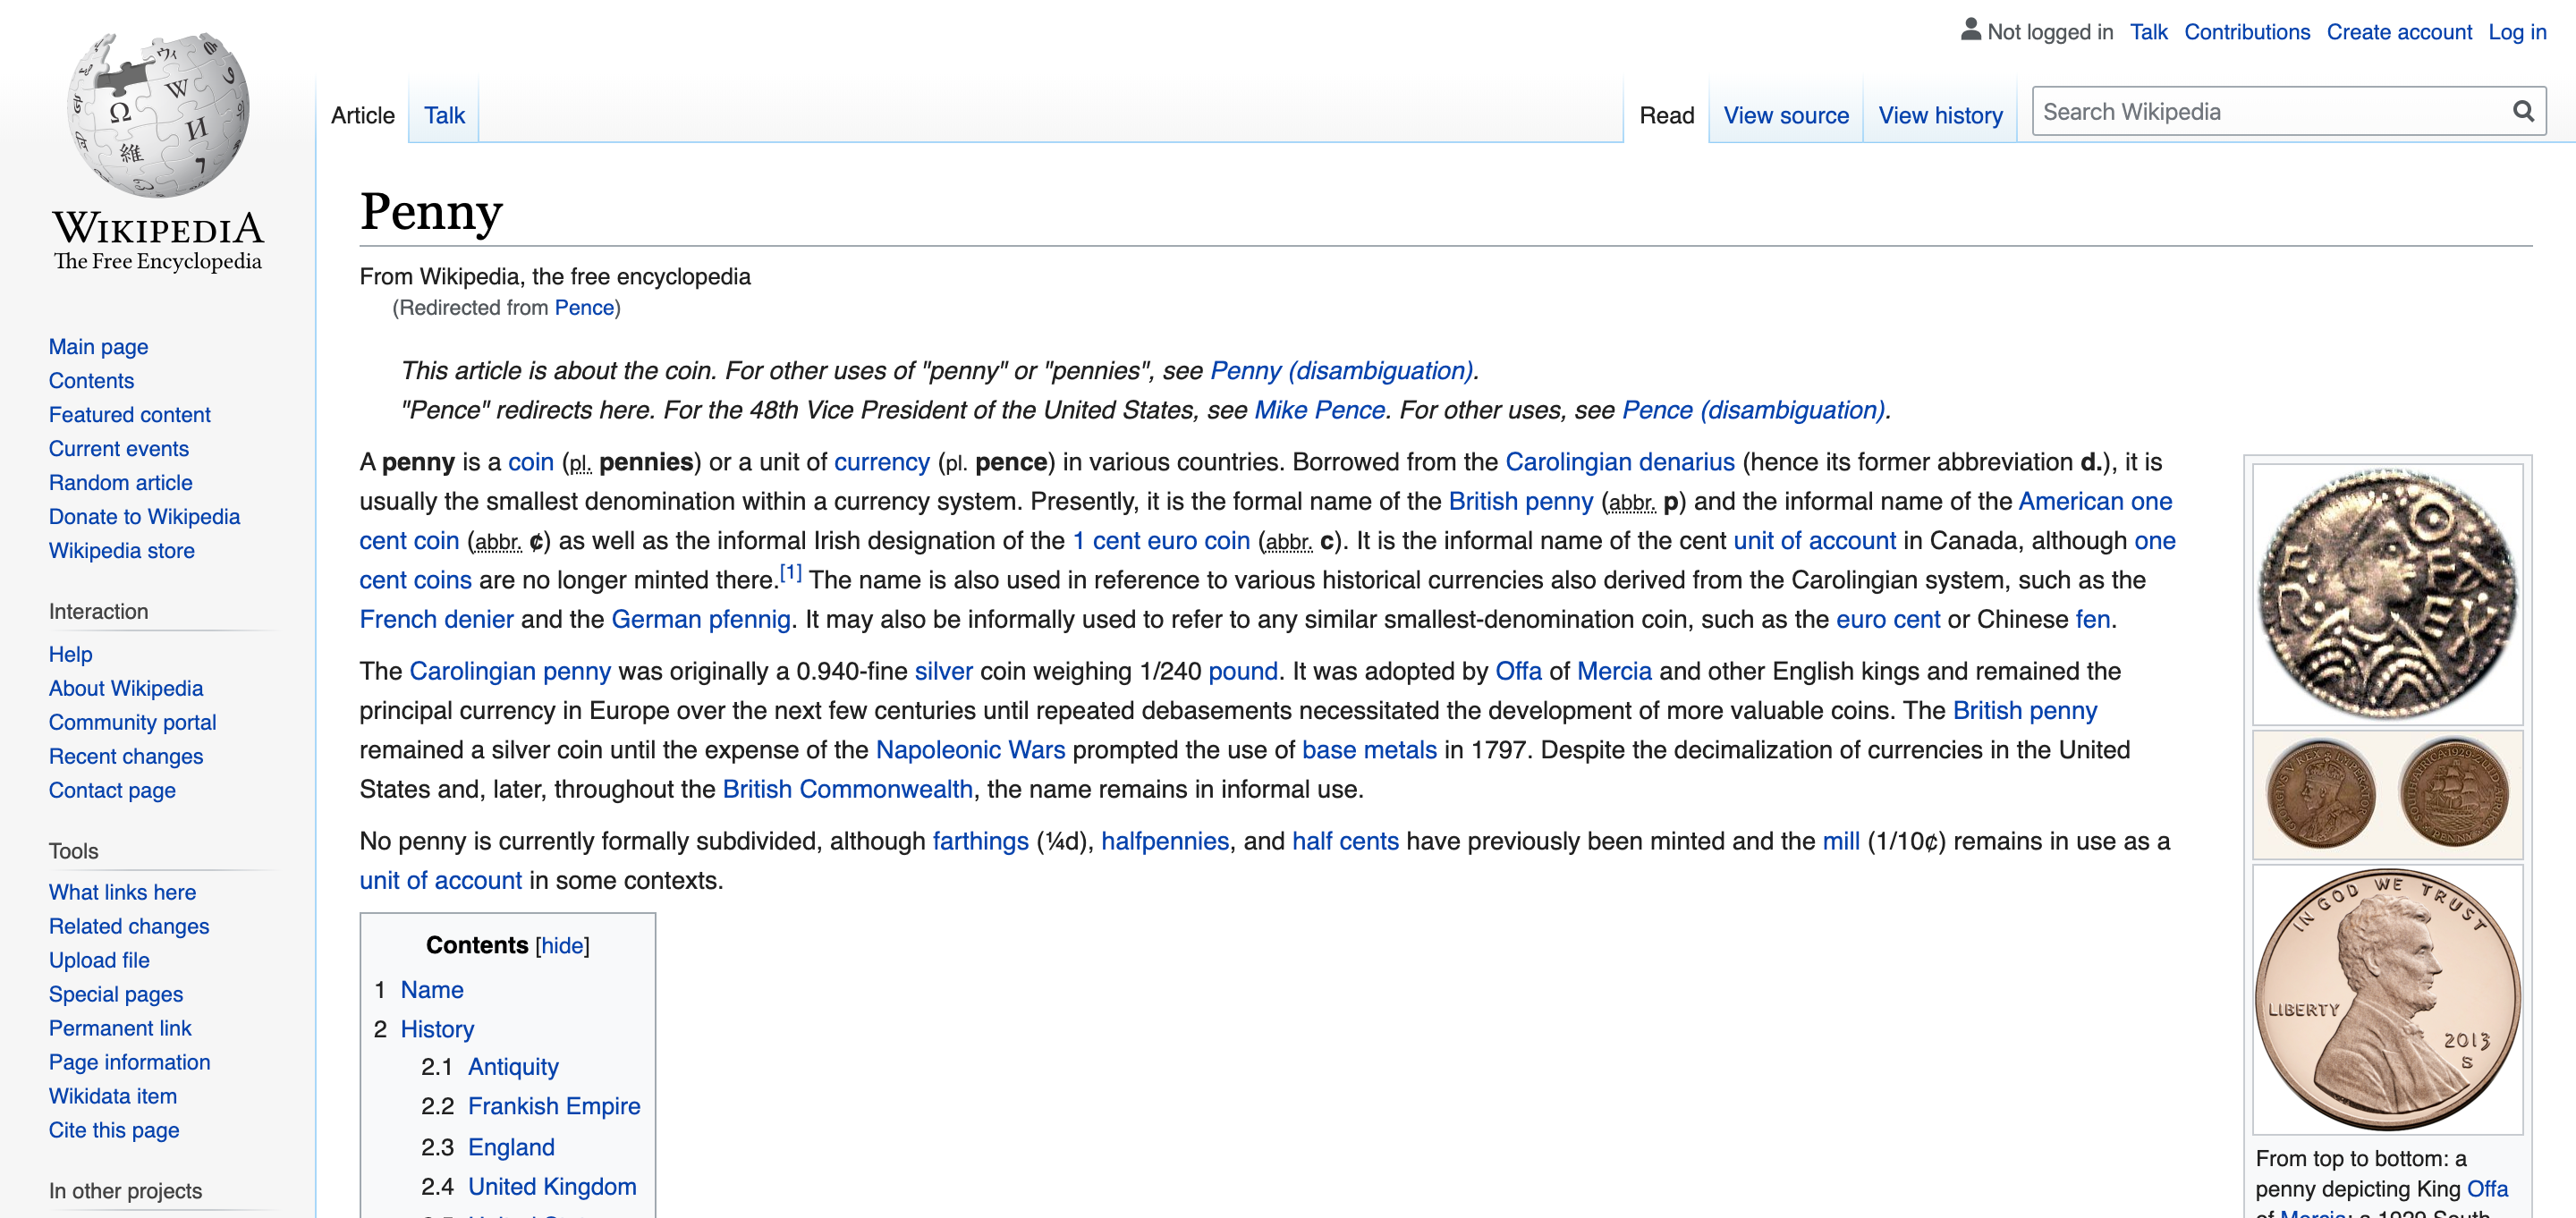 Not logged in Talk Contributions Create account Log in
Article Talk Read View source View history Search Wikipedia
WIKIPEDIA
The Free Encyclopedia
Main page
Contents
Featured content
Current events
Random article
Donate to Wikipedia
Wikipedia store
Interaction
Help
About Wikipedia
Community portal
Recent changes
Contact page
Tools
What links here
Related changes
Upload file
Special pages
Permanent link
Page information
Wikidata item
Cite this page
In other projects
Penny
From Wikipedia, the free encyclopedia
(Redirected from Pence)
This article is about the coin. For other uses of "penny" or "pennies", see Penny (disambiguation).
"Pence" redirects here. For the 48th Vice President of the United States, see Mike Pence. For other uses, see Pence (disambiguation).
A penny is a coin (pl. pennies) or a unit of currency (pl. pence) in various countries. Borrowed from the Carolingian denarius (hence its former abbreviation d.), it is
usually the smallest denomination within a currency system. Presently, it is the formal name of the British penny (abbr. p) and the informal name of the American one
cent coin (abbr. ¢) as well as the informal Irish designation of the 1 cent euro coin (abbr. c). It is the informal name of the cent unit of account in Canada, although one
cent coins are no longer minted there.[1] The name is also used in reference to various historical currencies also derived from the Carolingian system, such as the
French denier and the German pfennig. It may also be informally used to refer to any similar smallest-denomination coin, such as the euro cent or Chinese fen.
The Carolingian penny was originally a 0.940-fine silver coin weighing 1/240 pound. It was adopted by Offa of Mercia and other English kings and remained the
principal currency in Europe over the next few centuries until repeated debasements necessitated the development of more valuable coins. The British penny
remained a silver coin until the expense of the Napoleonic Wars prompted the use of base metals in 1797. Despite the decimalization of currencies in the United
States and, later, throughout the British Commonwealth, the name remains in informal use.
No penny is currently formally subdivided, although farthings (¼d), halfpennies, and half cents have previously been minted and the mill (1/10¢) remains in use as a
unit of account in some contexts.
Contents [hide]
1 Name
2 History
2.1 Antiquity
2.2 Frankish Empire
2.3 England
2.4 United Kingdom
IN GOD WE TRUST
LIBERTY
2013
S
From top to bottom: a
penny depicting King Offa